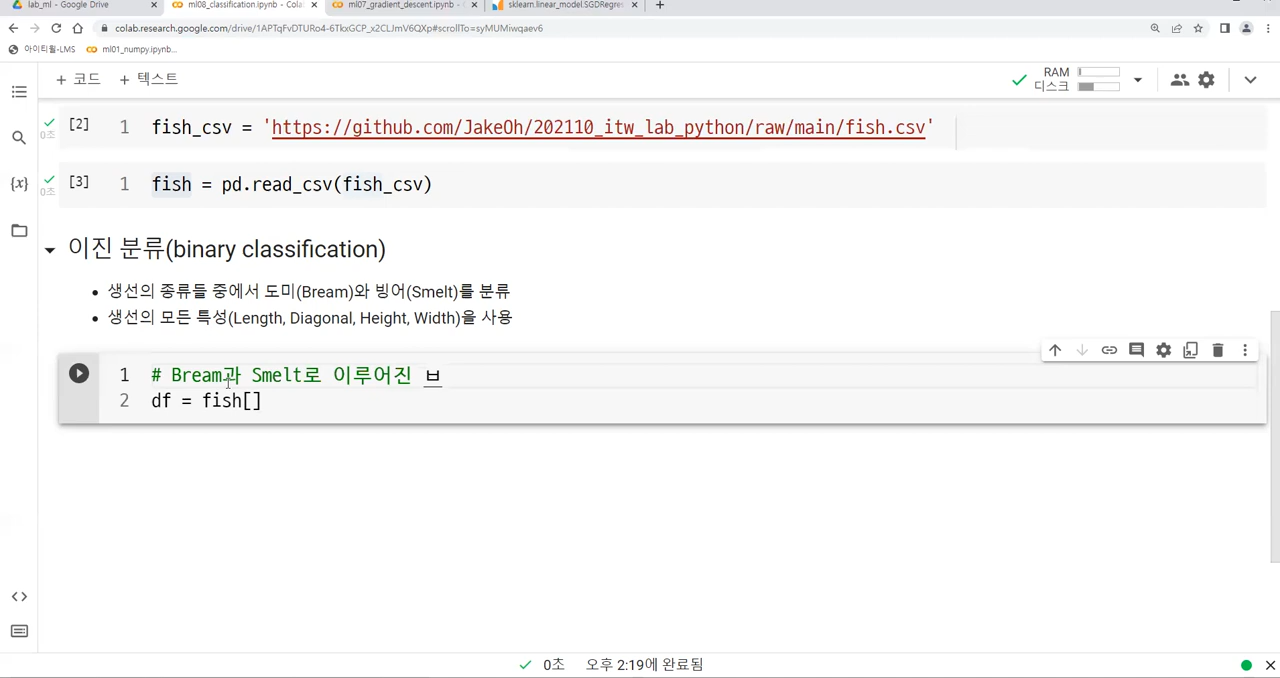 lab_ml - Google Drive
ml08_classification.ipynb - Colab
ml07_gradient_descent.ipynb - C
sklearn.linear_model.SGDRegres
colab.research.google.com/drive/1APTqFvDTURo4-6TkxGCP_x2CLJmV6QXp#scrollTo=syMUMiwqaev6
아이티윌-LMS
ml01_numpy.ipynb...
+ 코드 + 텍스트
RAM
디스크
[2] 1 fish_csv = 'https://github.com/JakeOh/202110_itw_lab_python/raw/main/fish.csv'
0초
[3] 1 fish = pd.read_csv(fish_csv)
0초
이진 분류(binary classification)
• 생선의 종류들 중에서 도미(Bream)와 빙어(Smelt)를 분류
• 생선의 모든 특성(Length, Diagonal, Height, Width)을 사용
1 # Bream과 Smelt로 이루어진 ㅂ
2 df = fish[]
0초 오후 2:19에 완료됨